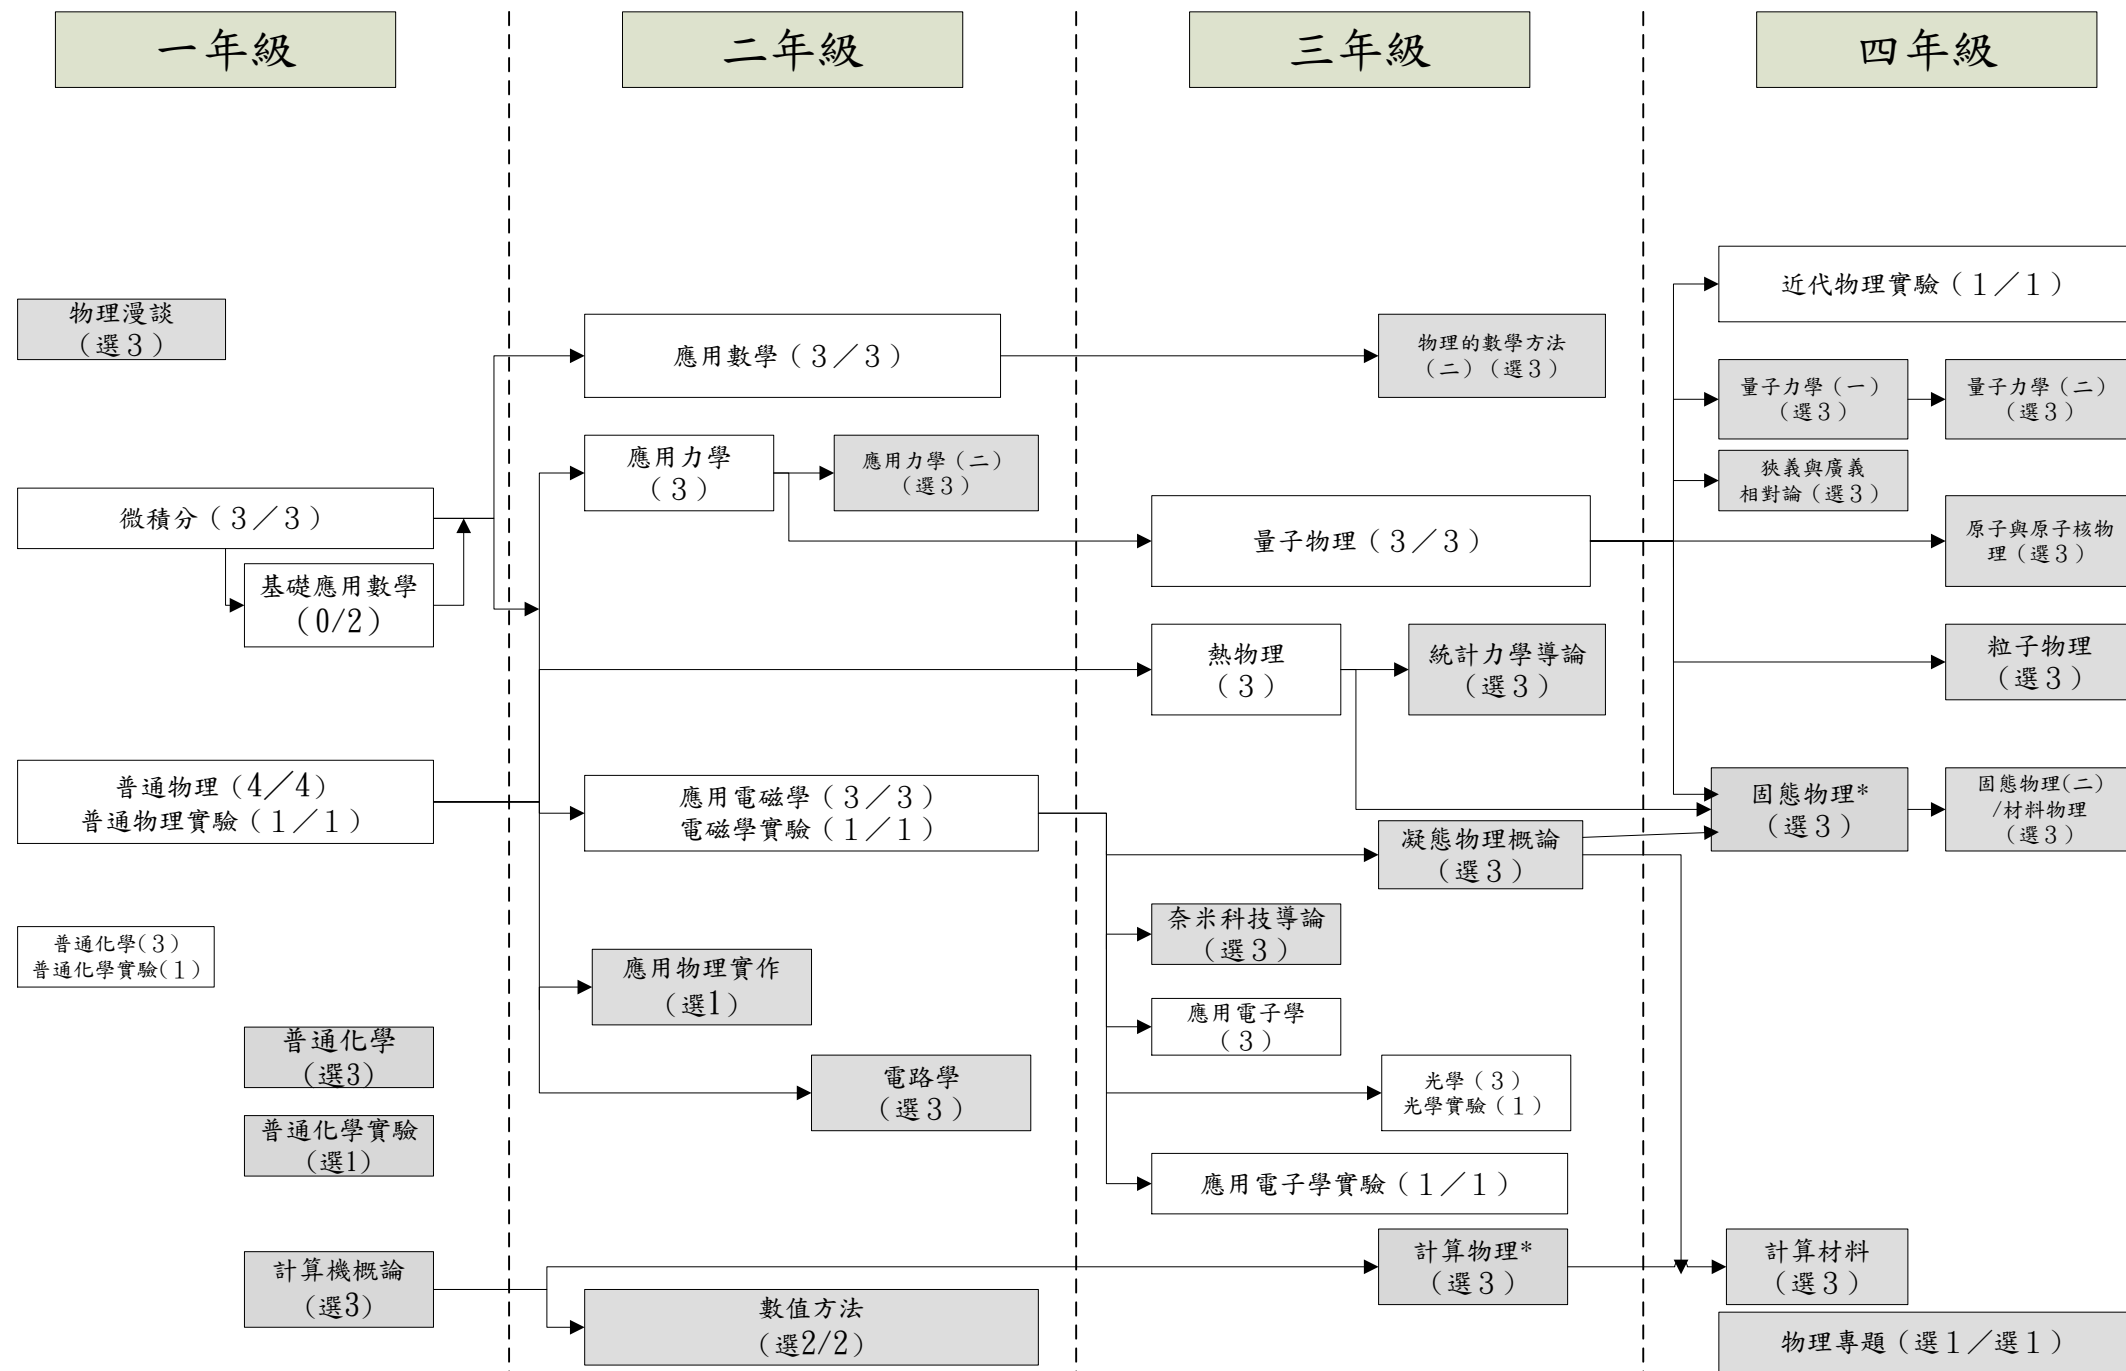 一年級
二年級
三年級
四年級
物理漫談
（選３）
微積分（３／３）
基礎應用數學
（0/2）
普通物理（4／4）
普通物理實驗（１／１）
普通化學(３)
普通化學實驗(１)
普通化學
（選3）
普通化學實驗
（選1）
計算機概論
（選3）
應用數學（３／３）
應用力學
（３）
應用力學（二）
（選３）
應用電磁學（３／３）
電磁學實驗（１／１）
應用物理實作
（選1）
電路學
（選３）
數值方法
（選2/2）
物理的數學方法
（二）（選３）
量子物理（３／３）
熱物理
（３）
統計力學導論
（選３）
凝態物理概論
（選３）
奈米科技導論
（選３）
應用電子學
（３）
光學（３）
光學實驗（１）
應用電子學實驗（１／１）
計算物理*
（選３）
近代物理實驗（１／１）
量子力學（一）
（選３）
量子力學（二）
（選３）
狹義與廣義
相對論（選３）
原子與原子核物
理（選３）
粒子物理
（選３）
固態物理*
（選３）
固態物理(二)
/材料物理
（選３）
計算材料
（選３）
物理專題（選１／選１）